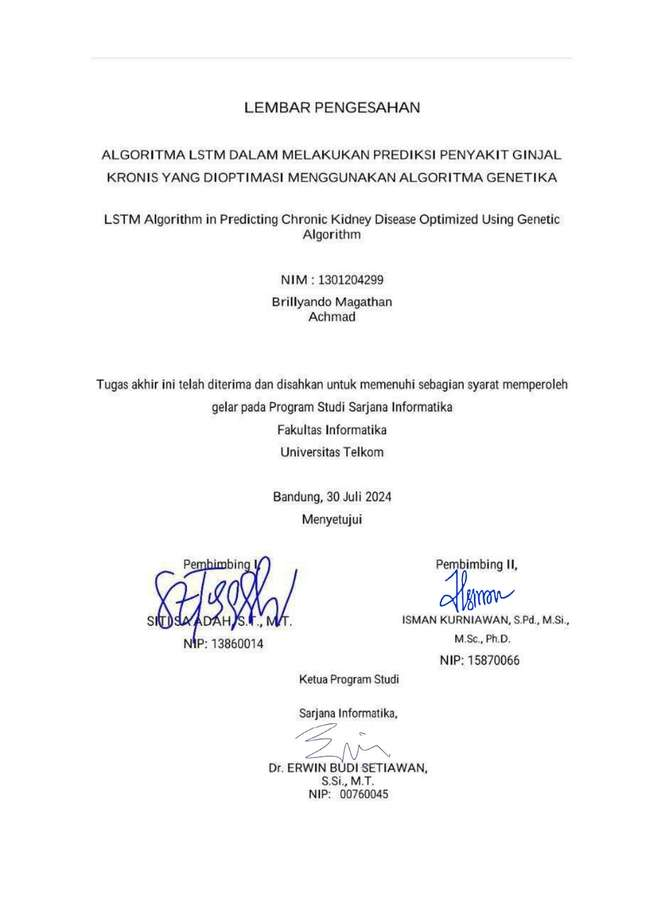 LEMBAR PENGESAHAN
ALGORITMA LSTM DALAM MELAKUKAN PREDIKSI PENYAKIT GINJAL
KRONIS YANG DIOPTIMASI MENGGUNAKAN ALGORITMA GENETIKA
LSTM Algorithm in Predicting Chronic Kidney Disease Optimized Using Genetic
Algorithm
NIM : 1301204299
Brillyando Magathan
Achmad
Tugas akhir ini telah diterima dan disahkan untuk memenuhi sebagian syarat memperoleh
gelar pada Program Studi Sarjana Informatika
Fakultas Informatika
Universitas Telkom
Bandung, 30 Juli 2024
Menyetujui
Pembimbing I,
SITI SA'ADAH, S.T., M.T.
NIP: 13860014
Pembimbing II,
ISMAN KURNIAWAN, S.Pd., M.Si.,
M.Sc., Ph.D.
NIP: 15870066
Ketua Program Studi
Sarjana Informatika,
Dr. ERWIN BUDI SETIAWAN,
S.Si., M.T.
NIP: 00760045